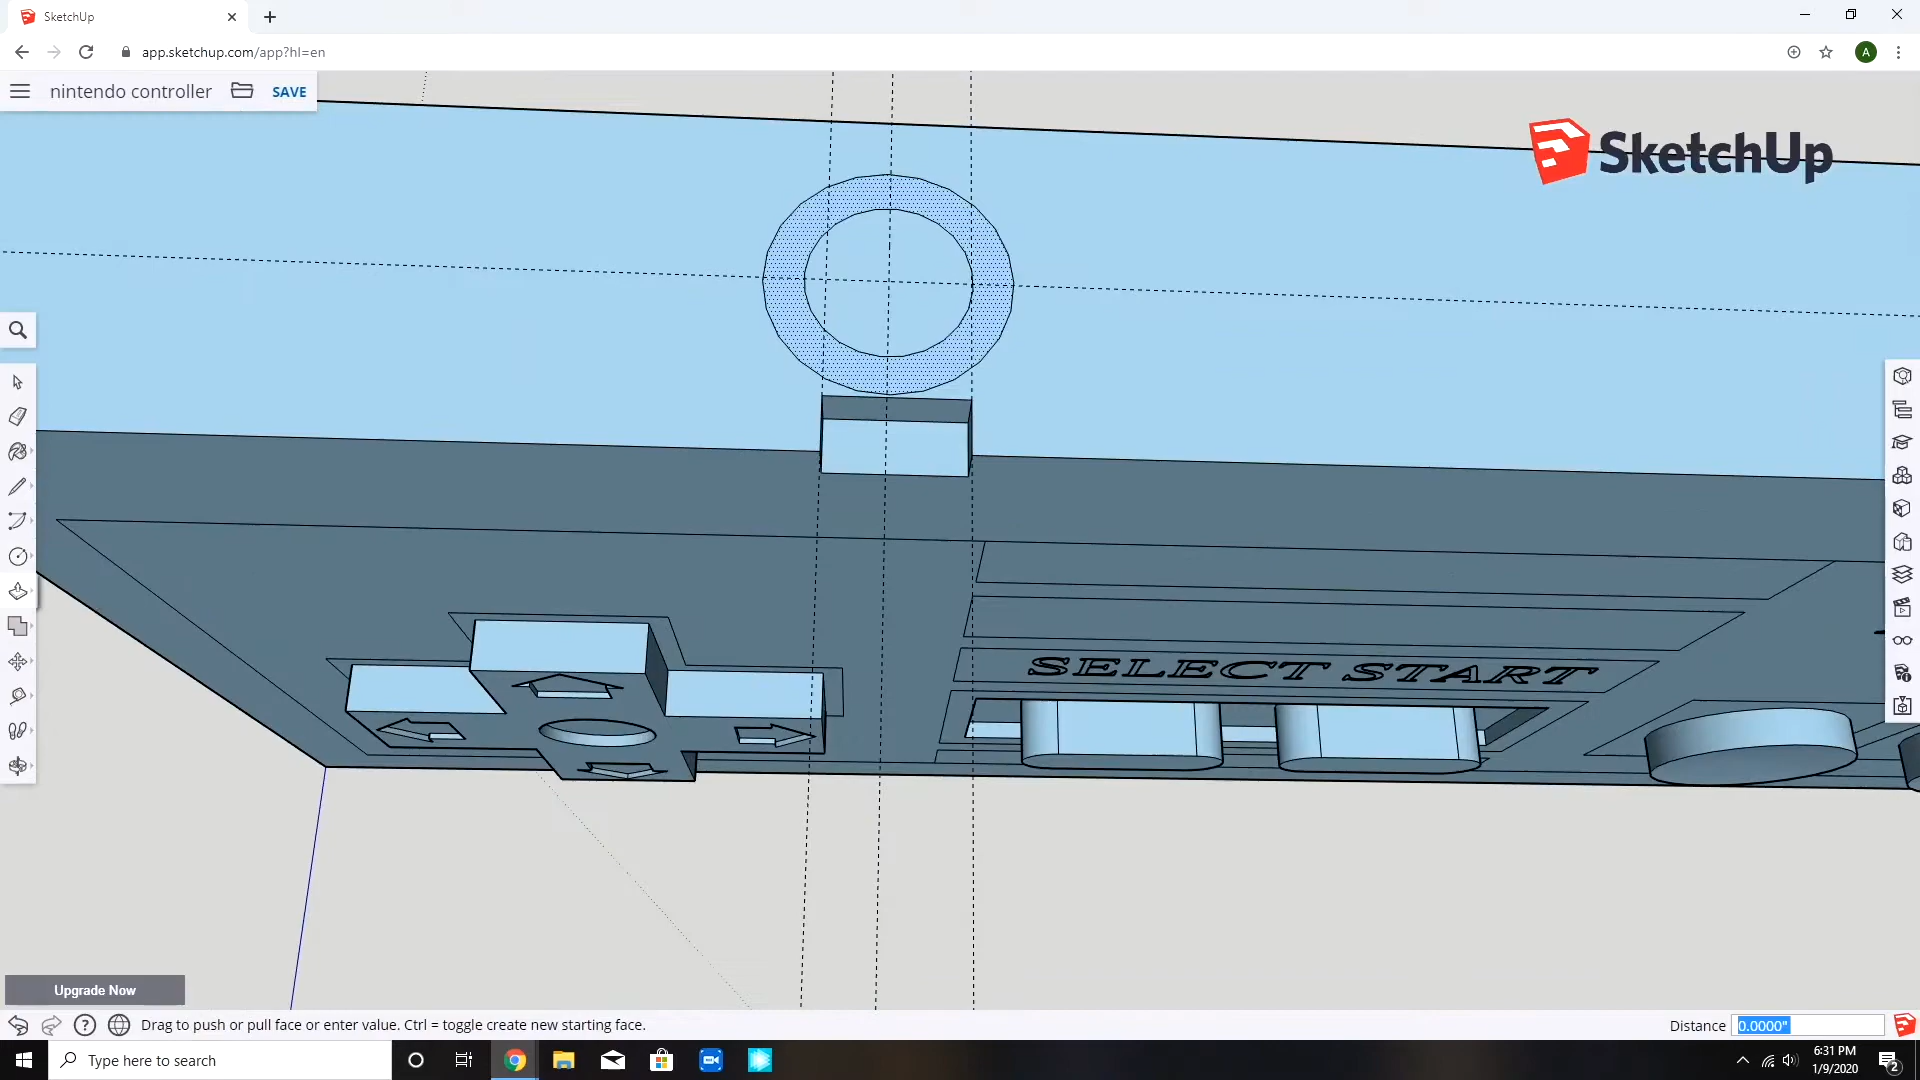 SketchUp
app.sketchup.com/app?hl=en
A
nintendo controller
SAVE
SketchUp
SELECT START
Upgrade Now
Drag to push or pull face or enter value. Ctrl = toggle create new starting face.
Distance
0.0000"
Type here to search
6:31 PM
1/9/2020
2